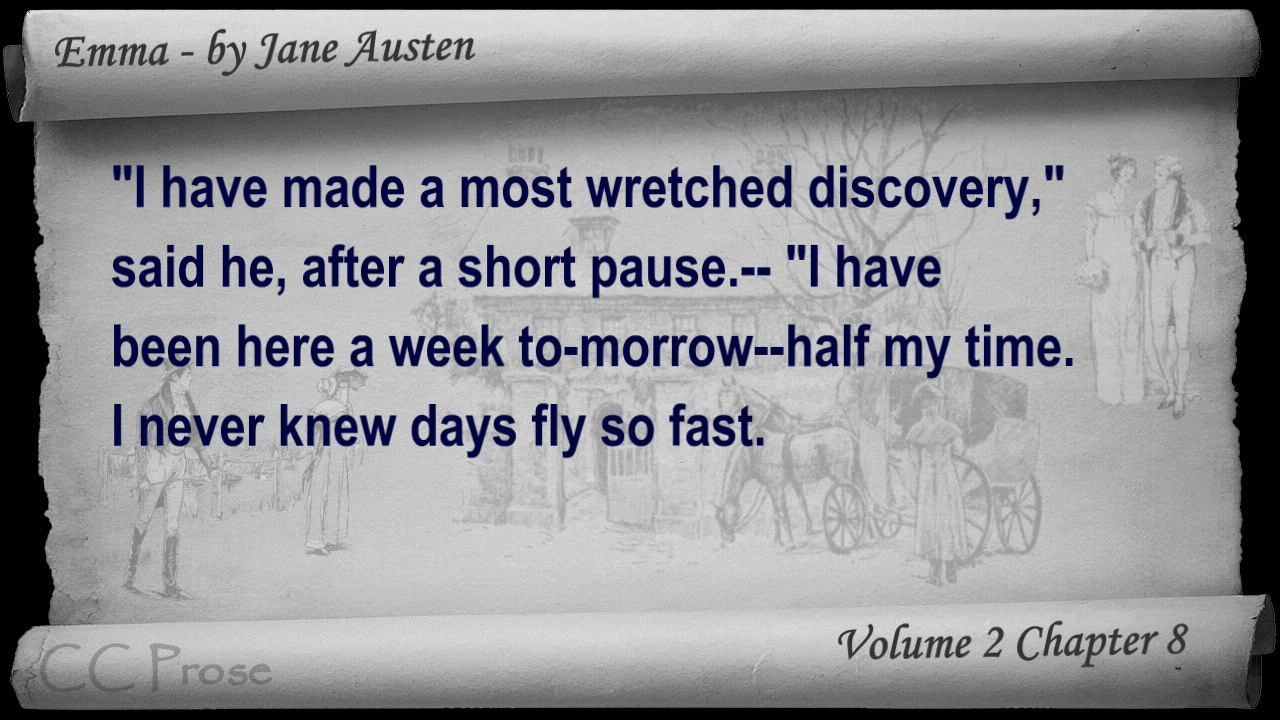 Emma - by Jane Austen
"I have made a most wretched discovery,"
said he, after a short pause.-- "I have
been here a week to-morrow--half my time.
I never knew days fly so fast.
Volume 2 Chapter 8
CC Prose